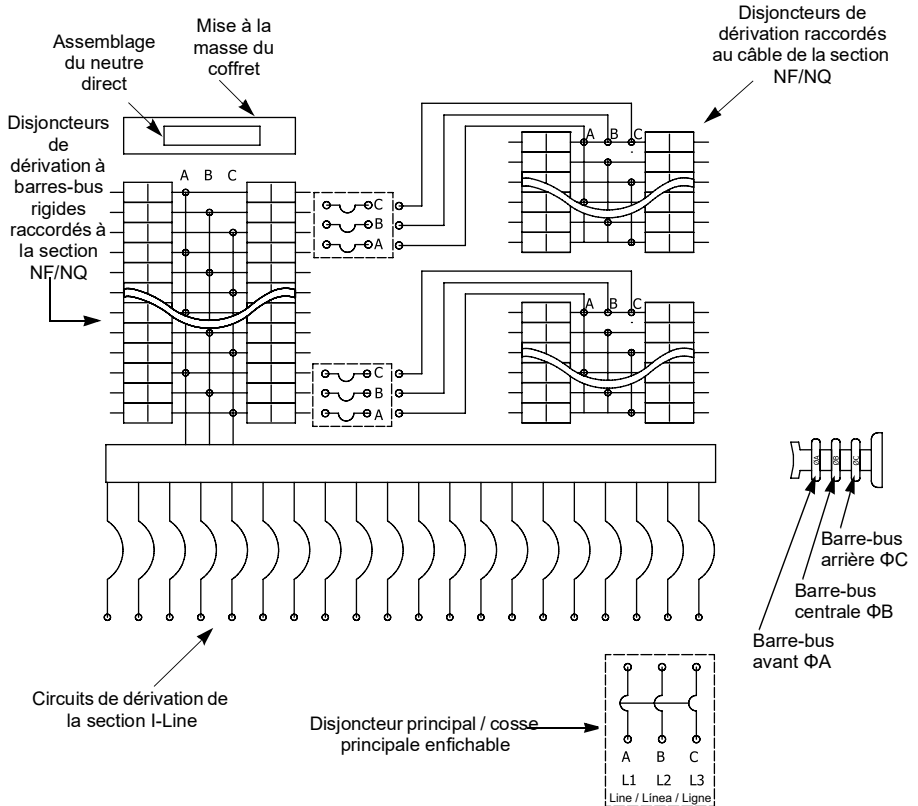 Assemblage
du neutre
direct
Mise à la
masse du
coffret
Disjoncteurs de
dérivation raccordés
au câble de la section
NF/NQ
Disjoncteurs
de
dérivation à
barres-bus
rigides
raccordés à
la section
NF/NQ
A B C
C
B
A
A B C
C
B
A
A B C
ØA ØB ØC
Barre-bus
arrière ΦC
Barre-bus
centrale ΦB
Barre-bus
avant ΦA
Circuits de dérivation de
la section I-Line
Disjoncteur principal / cosse
principale enfichable
A B C
L1 L2 L3
Line / Línea / Ligne